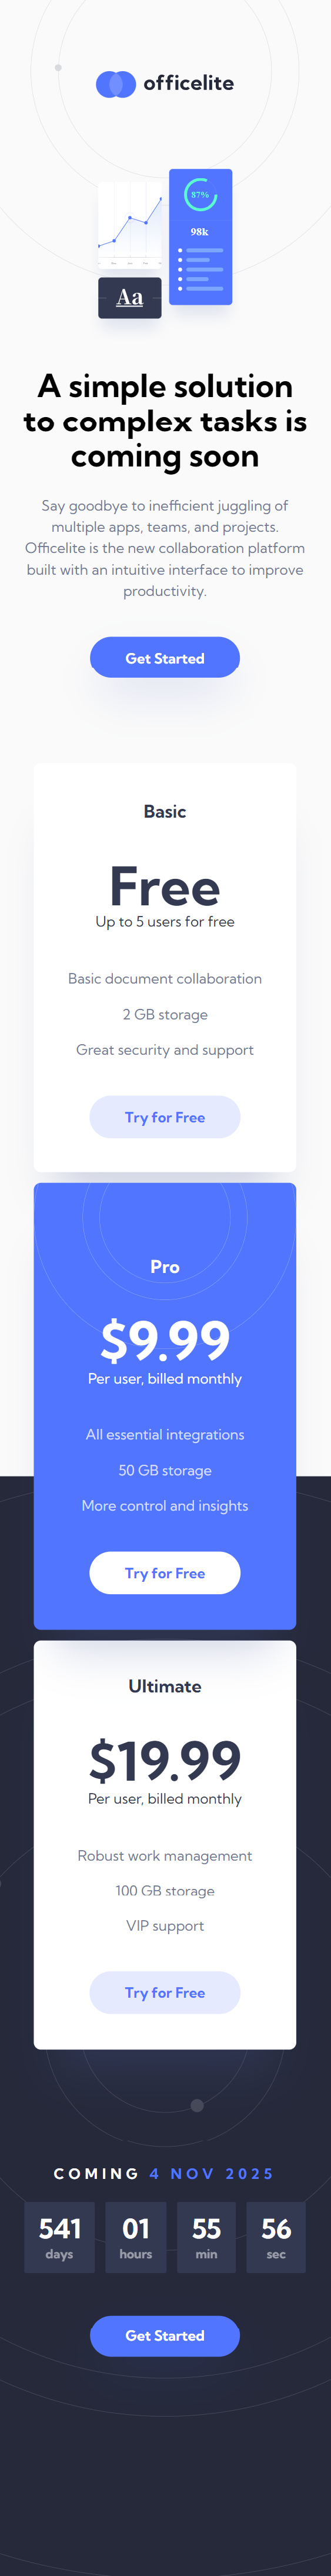 officelite
87%
98k
Aa
A simple solution
to complex tasks is
coming soon
Say goodbye to inefficient juggling of
multiple apps, teams, and projects.
Officelite is the new collaboration platform
built with an intuitive interface to improve
productivity.
Get Started
Basic
Free
Up to 5 users for free
Basic document collaboration
2 GB storage
Great security and support
Try for Free
Pro
$9.99
Per user, billed monthly
All essential integrations
50 GB storage
More control and insights
Try for Free
Ultimate
$19.99
Per user, billed monthly
Robust work management
100 GB storage
VIP support
Try for Free
COMING 4 NOV 2025
541 01 55 56
days hours min sec
Get Started